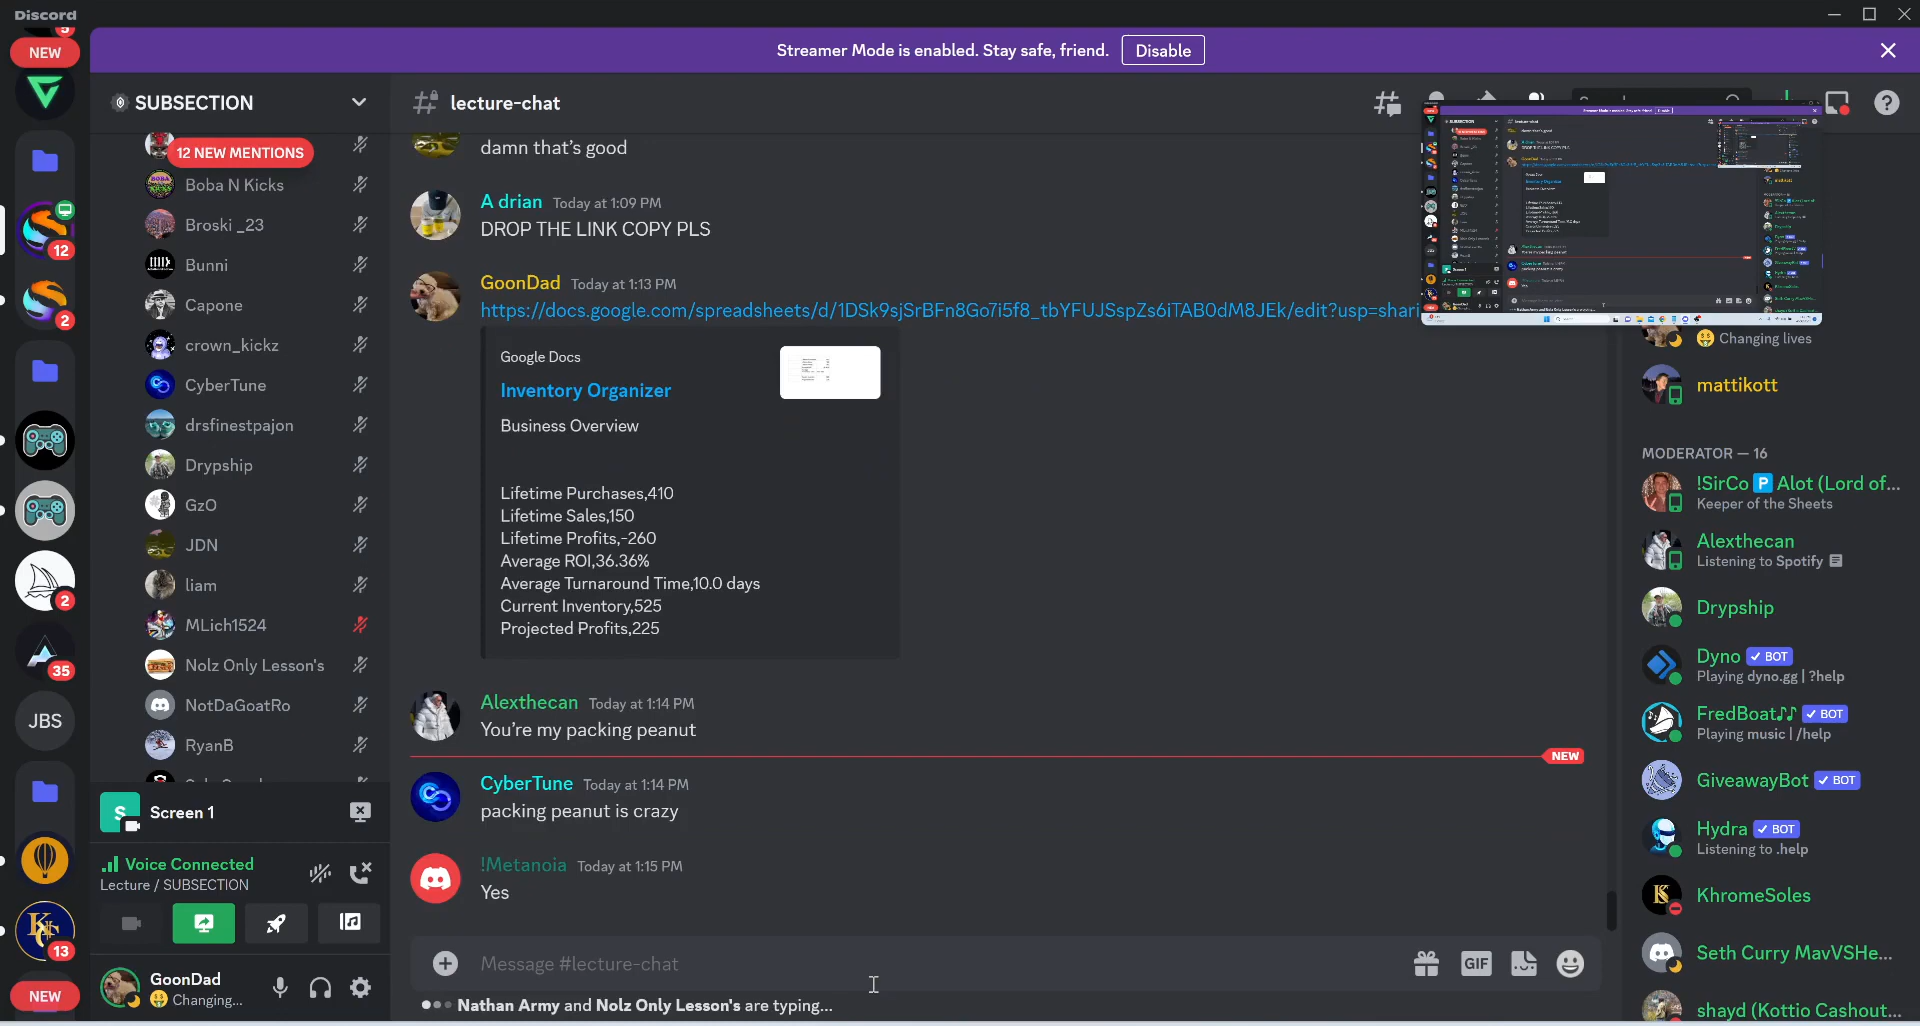 Discord
5
NEW
Streamer Mode is enabled. Stay safe, friend.
Disable
SUBSECTION
lecture-chat
12 NEW MENTIONS
Boba N Kicks
Broski _23
Bunni
Capone
crown_kickz
CyberTune
drsfinestpajon
Drypship
GzO
JDN
liam
MLich1524
Nolz Only Lesson's
NotDaGoatRo
RyanB
12
2
2
35
JBS
13
NEW
S
Screen 1
Voice Connected
Lecture / SUBSECTION
GoonDad
Changing...
damn that's good
A drian Today at 1:09 PM
DROP THE LINK COPY PLS
GoonDad Today at 1:13 PM
https://docs.google.com/spreadsheets/d/1DSk9sjSrBFn8Go7i5f8_tbYFUJSspZs6iTAB0dM8JEk/edit?usp=shari
Google Docs
Inventory Organizer
Business Overview
Lifetime Purchases,410
Lifetime Sales,150
Lifetime Profits,-260
Average ROI,36.36%
Average Turnaround Time,10.0 days
Current Inventory,525
Projected Profits,225
Alexthecan Today at 1:14 PM
You're my packing peanut
NEW
CyberTune Today at 1:14 PM
packing peanut is crazy
!Metanoia Today at 1:15 PM
Yes
Message #lecture-chat
GIF
Nathan Army and Nolz Only Lesson's are typing...
Changing lives
mattikott
MODERATOR — 16
!SirCo P Alot (Lord of...
Keeper of the Sheets
Alexthecan
Listening to Spotify
Drypship
Dyno BOT
Playing dyno.gg | ?help
FredBoat♪♪ BOT
Playing music | /help
GiveawayBot BOT
Hydra BOT
Listening to .help
KhromeSoles
Seth Curry MavVSHe...
shayd (Kottio Cashout...